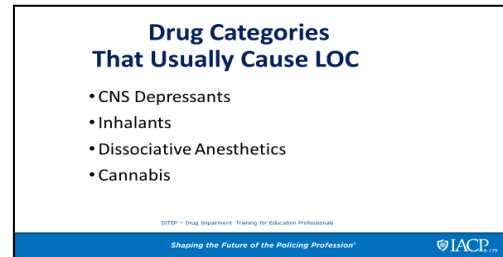 Drug Categories
That Usually Cause LOC
• CNS Depressants
• Inhalants
• Dissociative Anesthetics
• Cannabis
DITEP – Drug Impairment Training for Education Professionals
Shaping the Future of the Policing Profession®
IACP